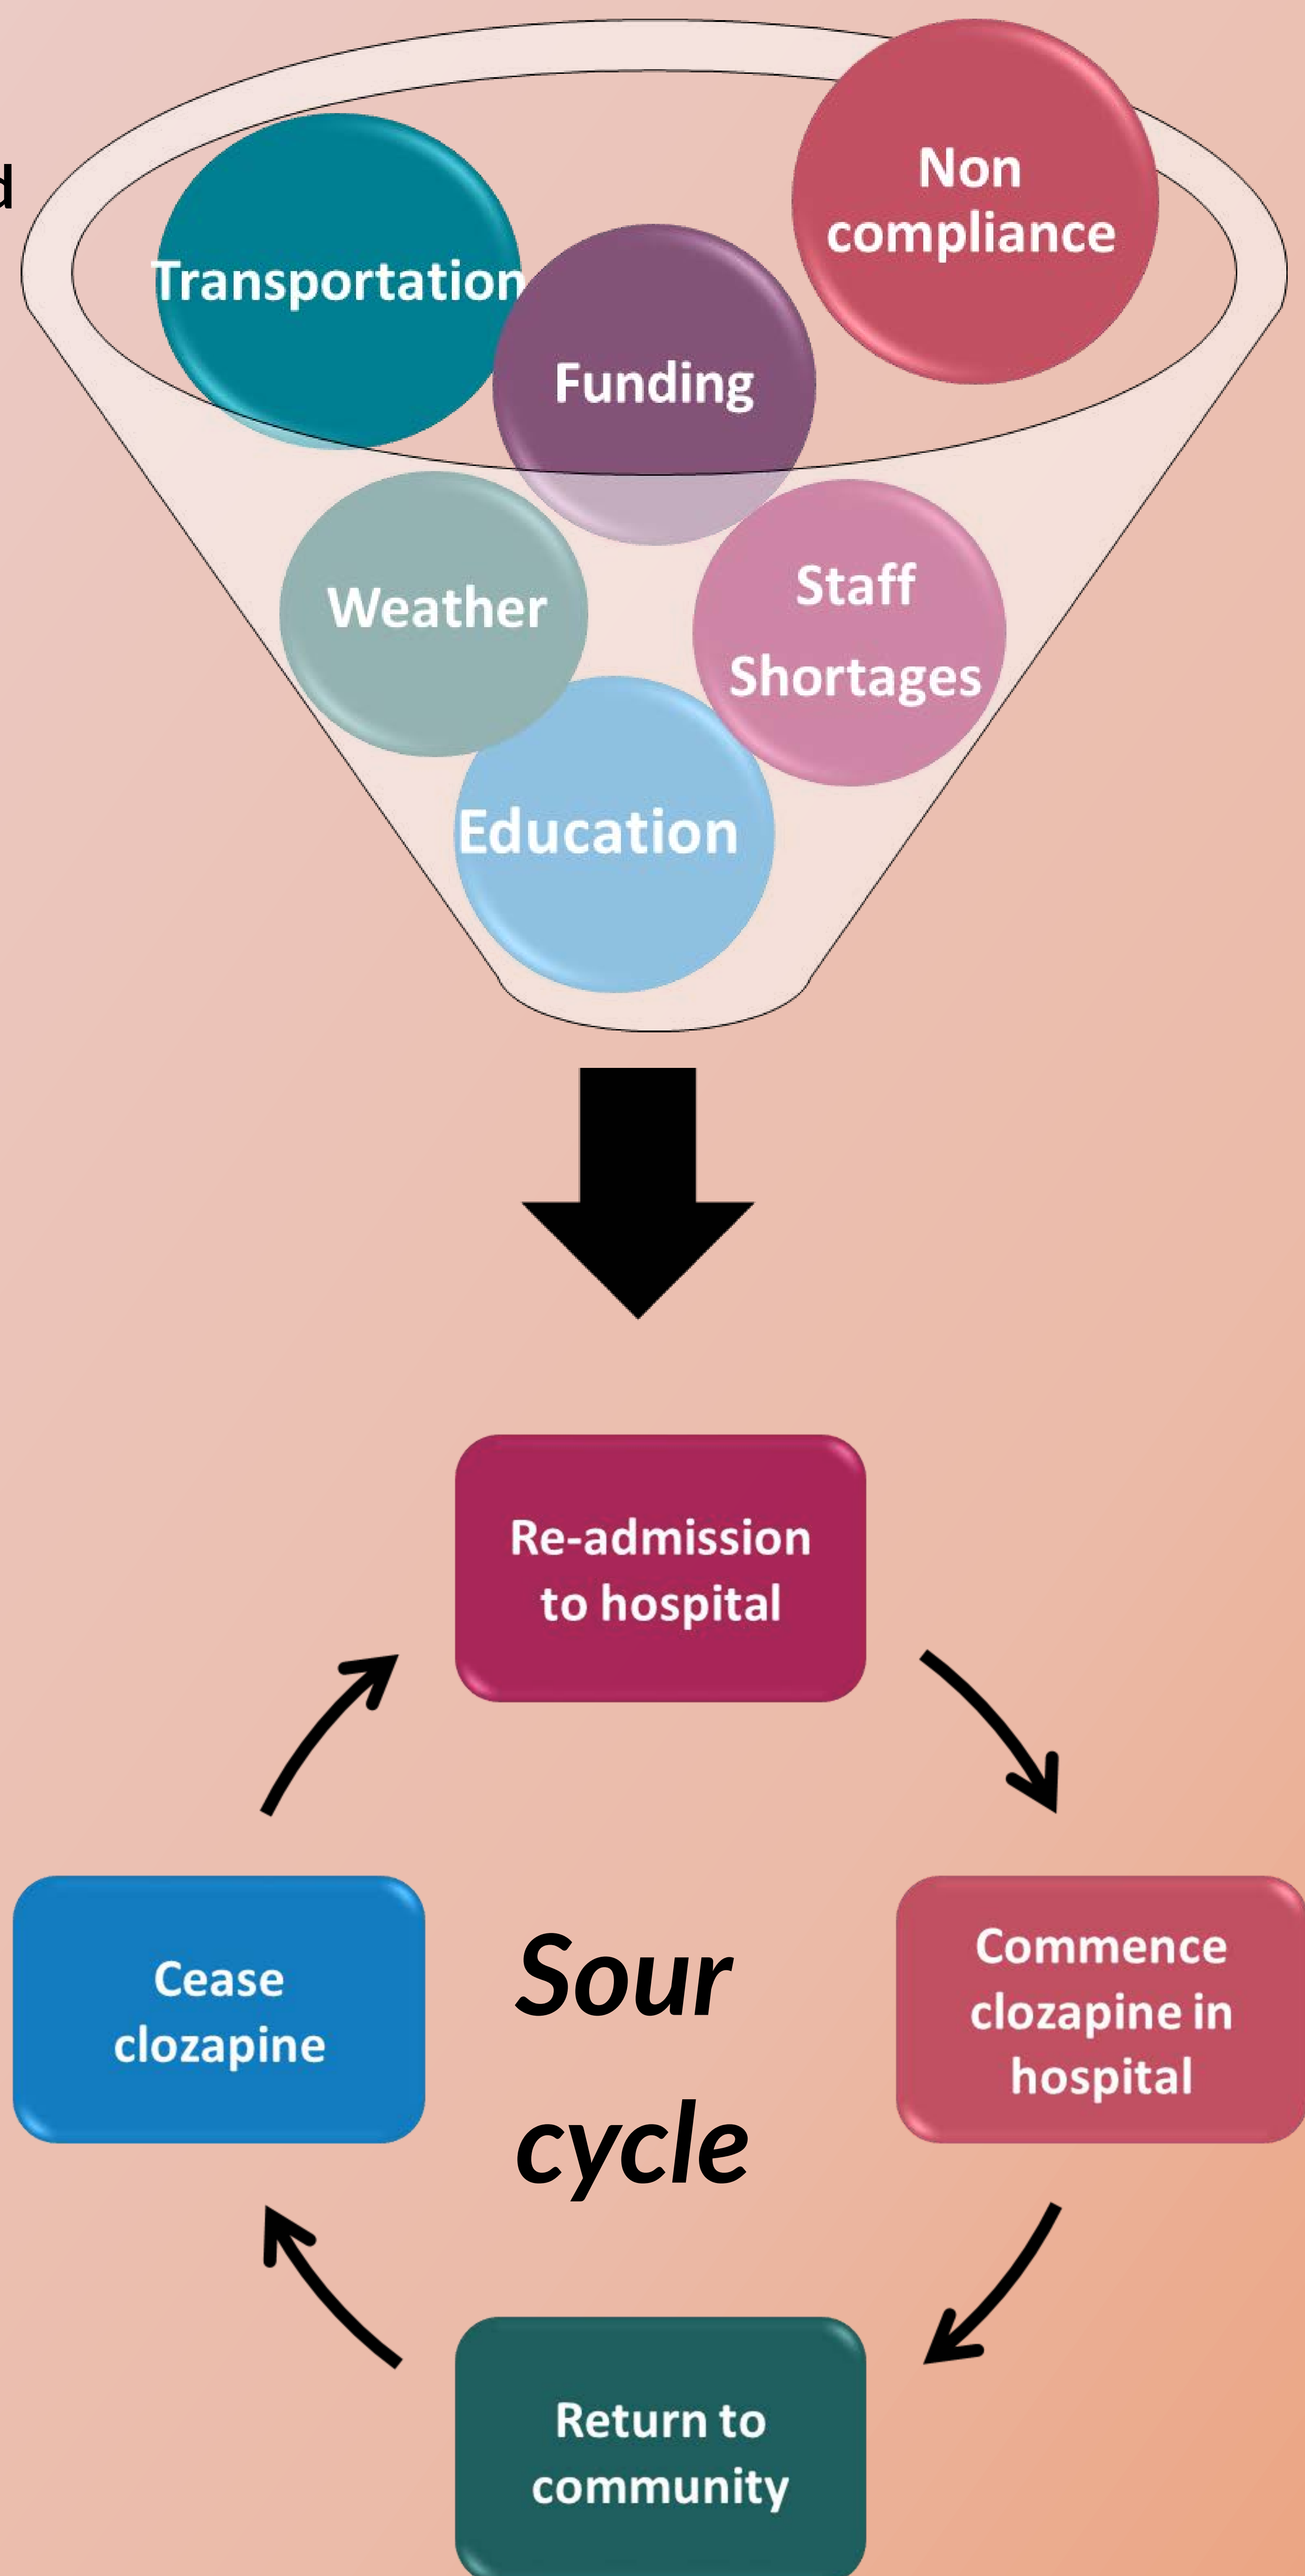 d
Non
compliance
Transportation
Funding
Weather
Staff
Shortages
Education
Re-admission
to hospital
Commence
clozapine in
hospital
Cease
clozapine
Sour
cycle
Return to
community